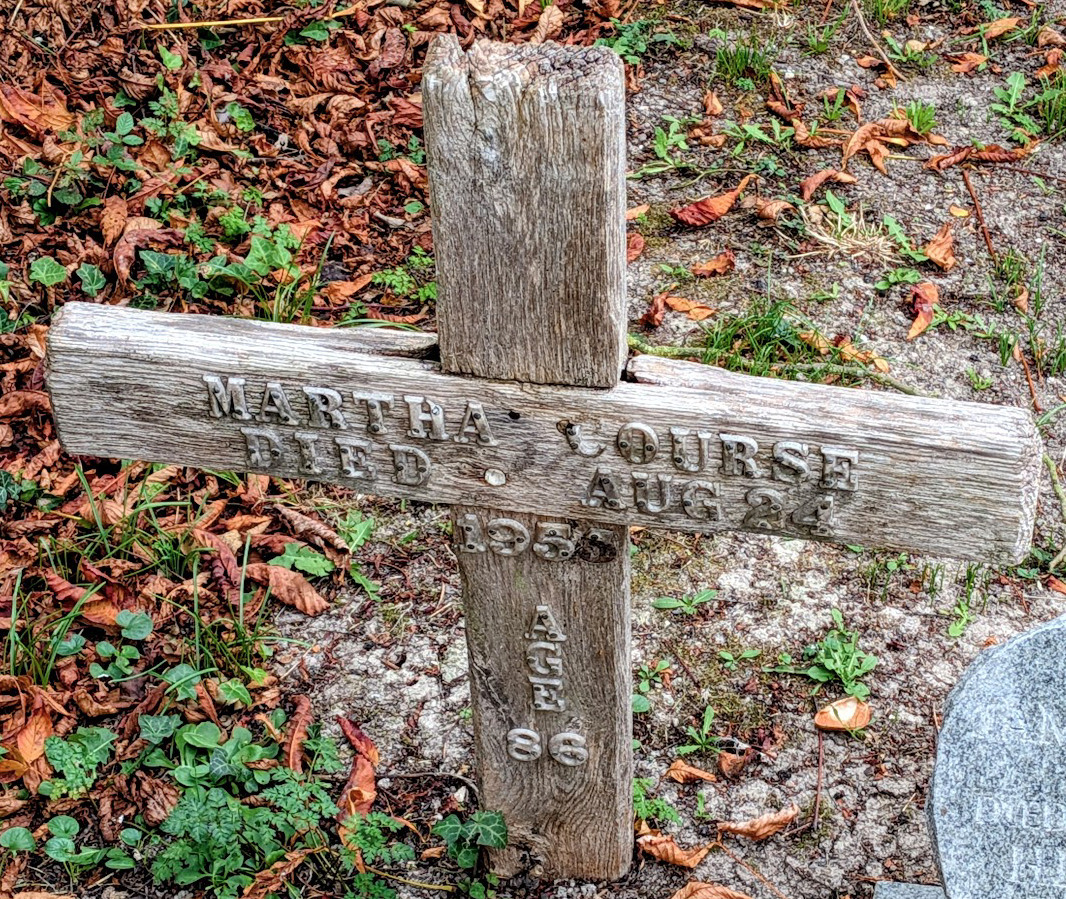 MARTHA COURSE
DIED . AUG 24
1953
AGE
86